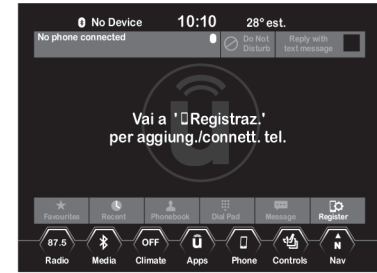 No Device 10:10 28° est.
No phone connected
Do Not Disturb
Reply with text message
Vai a ' Registraz.'
per aggiung./connett. tel.
Favourites Recent Phonebook Dial Pad Message Register
87.5 OFF ū N
Radio Media Climate Apps Phone Controls Nav